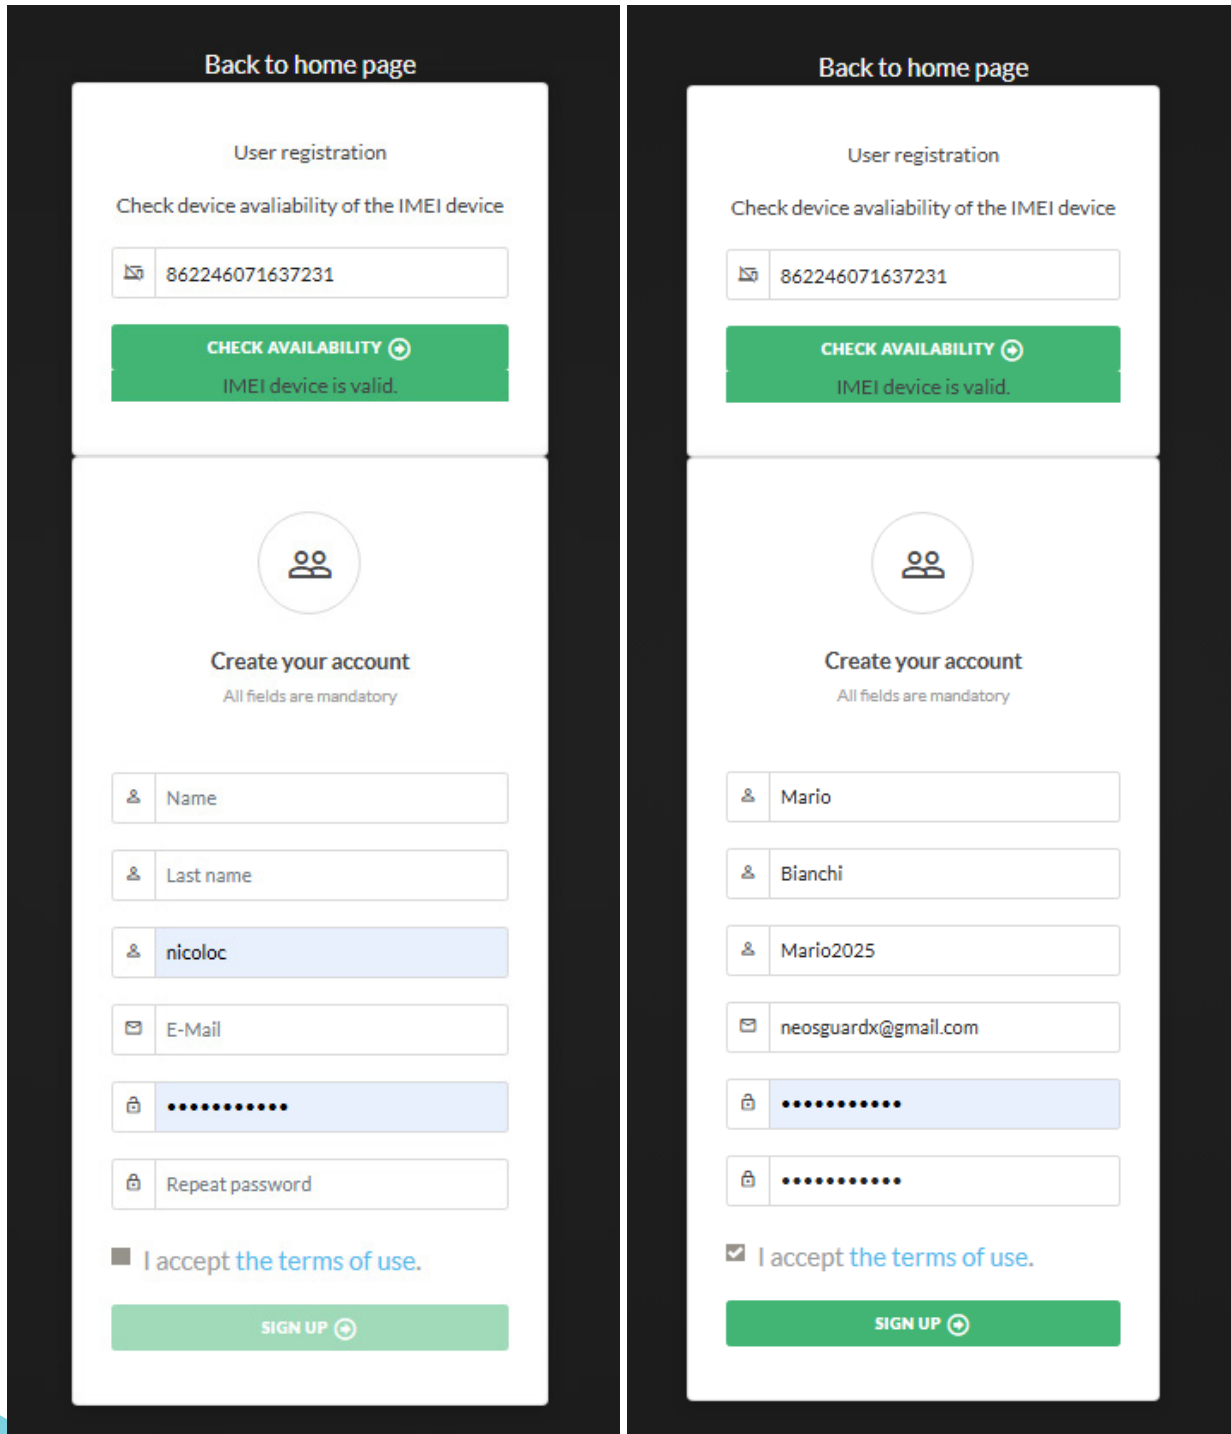 Back to home page
User registration
Check device avaliability of the IMEI device
862246071637231
CHECK AVAILABILITY
IMEI device is valid.
Create your account
All fields are mandatory
Name
Last name
nicoloc
E-Mail
•••••••••••
Repeat password
I accept the terms of use.
SIGN UP
Back to home page
User registration
Check device avaliability of the IMEI device
862246071637231
CHECK AVAILABILITY
IMEI device is valid.
Create your account
All fields are mandatory
Mario
Bianchi
Mario2025
neosguardx@gmail.com
•••••••••••
•••••••••••
I accept the terms of use.
SIGN UP